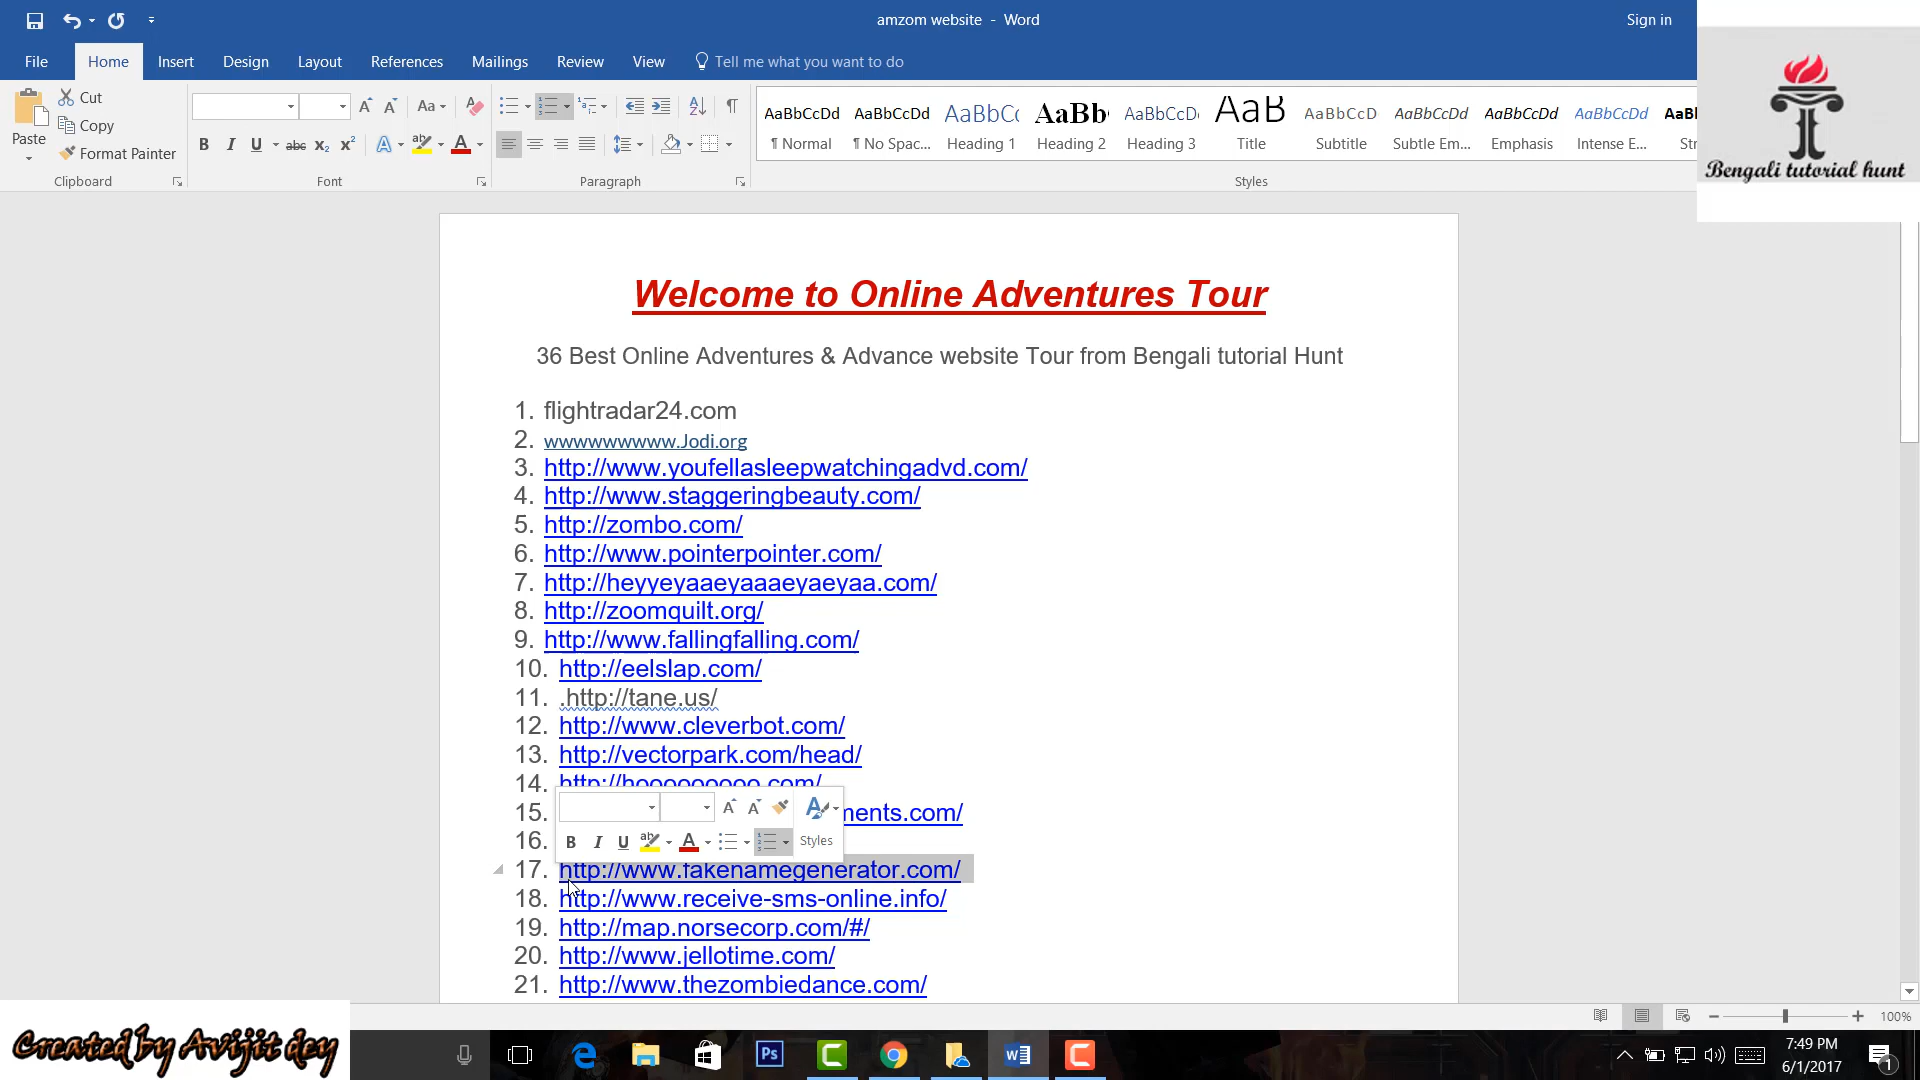 amzom website - Word
Sign in
File Home Insert Design Layout References Mailings Review View Tell me what you want to do
Paste
Cut
Copy
Format Painter
Clipboard
Font
Paragraph
AaBbCcDd ¶ Normal
AaBbCcDd ¶ No Spac...
AaBbCc Heading 1
AaBb Heading 2
AaBbCcD Heading 3
AaB Title
AaBbCcD Subtitle
AaBbCcDd Subtle Em...
AaBbCcDd Emphasis
AaBbCcDd Intense E...
Styles
Bengali tutorial hunt
Welcome to Online Adventures Tour
36 Best Online Adventures & Advance website Tour from Bengali tutorial Hunt
1. flightradar24.com
2. wwwwwwwww.Jodi.org
3. http://www.youfellasleepwatchingadvd.com/
4. http://www.staggeringbeauty.com/
5. http://zombo.com/
6. http://www.pointerpointer.com/
7. http://heyyeyaaeyaaaeyaeyaa.com/
8. http://zoomquilt.org/
9. http://www.fallingfalling.com/
10. http://eelslap.com/
11. .http://tane.us/
12. http://www.cleverbot.com/
13. http://vectorpark.com/head/
14. http://hooooooooo.com/
15. ments.com/
16.
Styles
17. http://www.fakenamegenerator.com/
18. http://www.receive-sms-online.info/
19. http://map.norsecorp.com/#/
20. http://www.jellotime.com/
21. http://www.thezombiedance.com/
100%
Created by Avijit dey
7:49 PM
6/1/2017
1